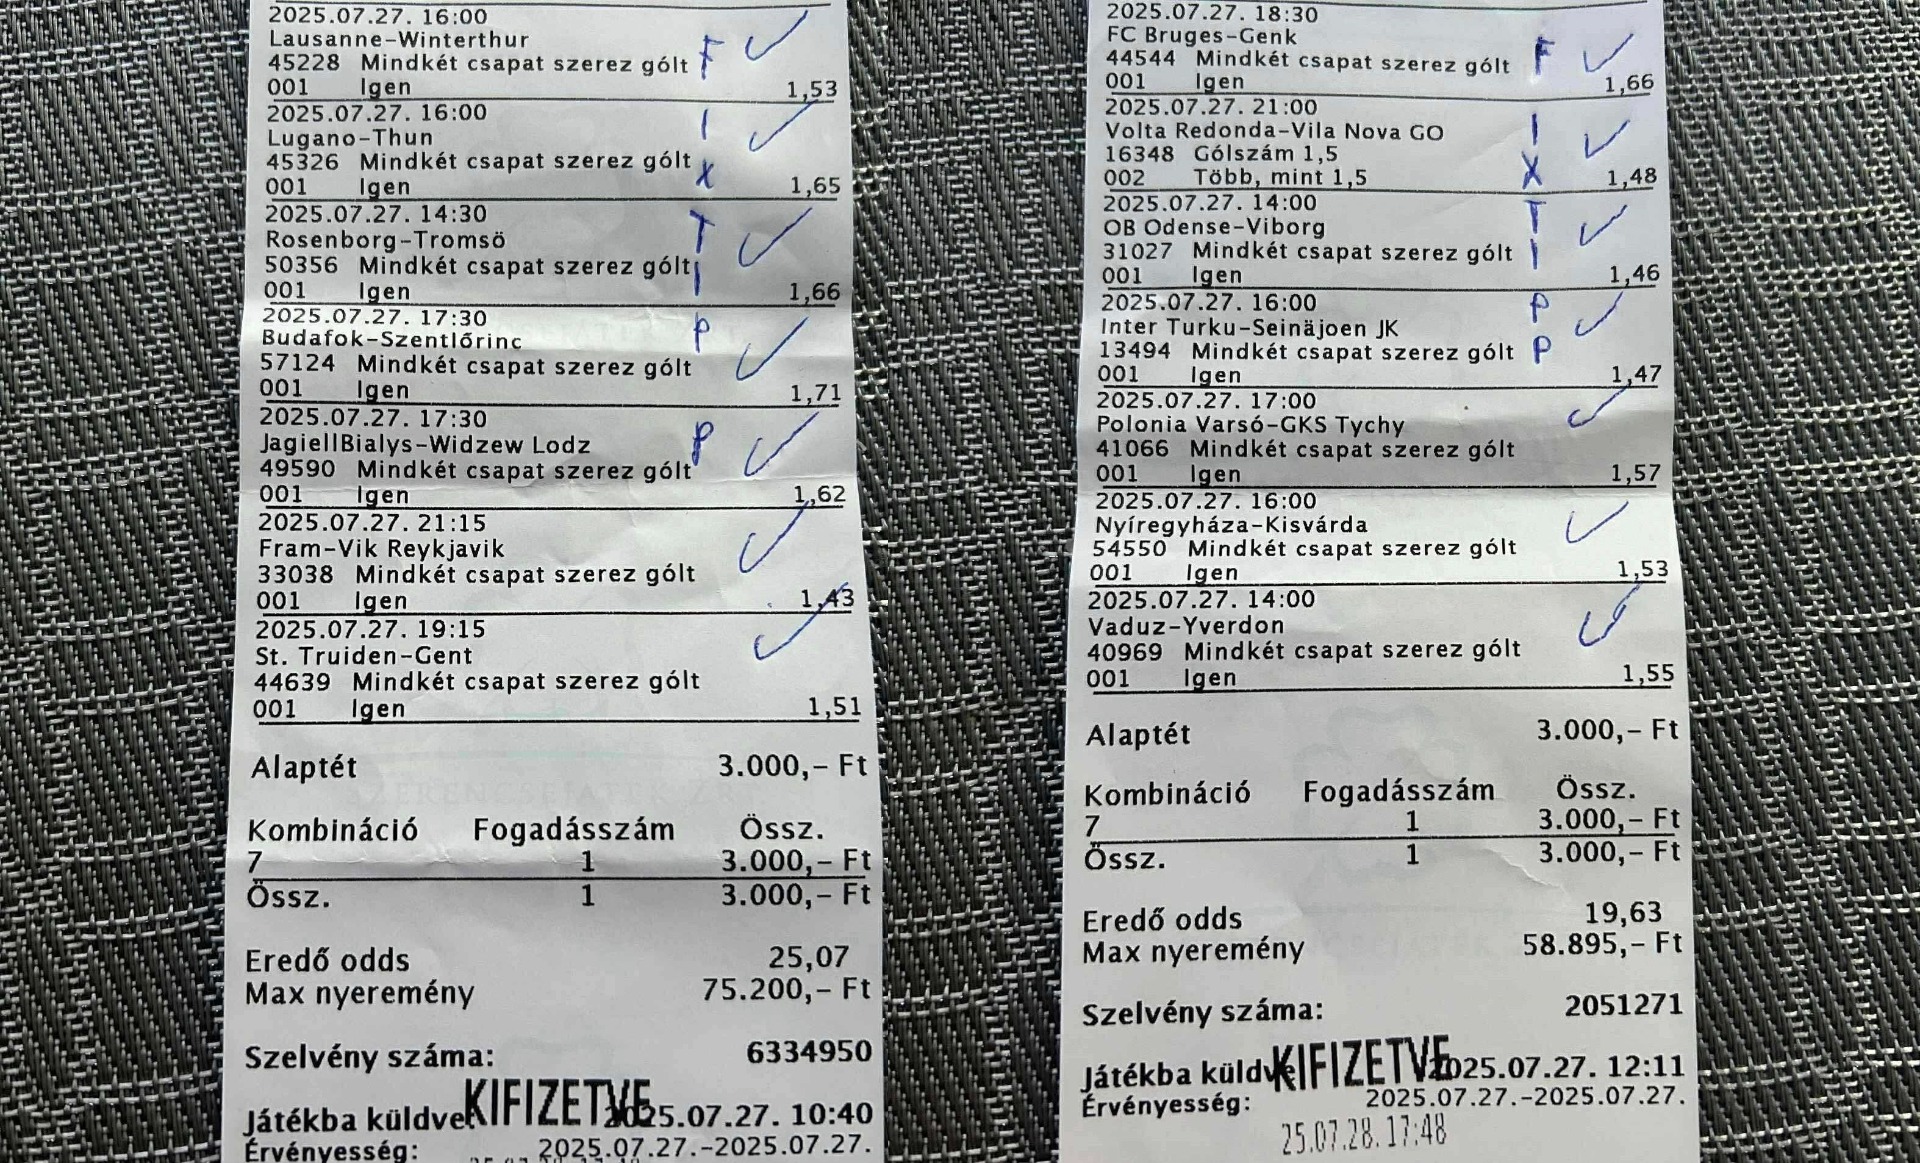 2025.07.27. 16:00
Lausanne-Winterthur
45228 Mindkét csapat szerez gólt
001 Igen 1,53
2025.07.27. 16:00
Lugano-Thun
45326 Mindkét csapat szerez gólt
001 Igen 1,65
2025.07.27. 14:30
Rosenborg-Tromsö
50356 Mindkét csapat szerez gólt
001 Igen 1,66
2025.07.27. 17:30
Budafok-Szentlőrinc
57124 Mindkét csapat szerez gólt
001 Igen 1,71
2025.07.27. 17:30
JagiellBialys-Widzew Lodz
49590 Mindkét csapat szerez gólt
001 Igen 1,62
2025.07.27. 21:15
Fram-Vik Reykjavik
33038 Mindkét csapat szerez gólt
001 Igen 1,43
2025.07.27. 19:15
St. Truiden-Gent
44639 Mindkét csapat szerez gólt
001 Igen 1,51
F
I
X
T
I
P
P
Alaptét 3.000,- Ft
Kombináció Fogadásszám Össz.
7 1 3.000,- Ft
Össz. 1 3.000,- Ft
Eredő odds 25,07
Max nyeremény 75.200,- Ft
Szelvény száma: 6334950
KIFIZETVE
Játékba küldve: 2025.07.27. 10:40
Érvényesség: 2025.07.27.-2025.07.27.
2025.07.27. 18:30
FC Bruges-Genk
44544 Mindkét csapat szerez gólt
001 Igen 1,66
2025.07.27. 21:00
Volta Redonda-Vila Nova GO
16348 Gólszám 1,5
002 Több, mint 1,5 1,48
2025.07.27. 14:00
OB Odense-Viborg
31027 Mindkét csapat szerez gólt
001 Igen 1,46
2025.07.27. 16:00
Inter Turku-Seinäjoen JK
13494 Mindkét csapat szerez gólt
001 Igen 1,47
2025.07.27. 17:00
Polonia Varsó-GKS Tychy
41066 Mindkét csapat szerez gólt
001 Igen 1,57
2025.07.27. 16:00
Nyíregyháza-Kisvárda
54550 Mindkét csapat szerez gólt
001 Igen 1,53
2025.07.27. 14:00
Vaduz-Yverdon
40969 Mindkét csapat szerez gólt
001 Igen 1,55
F
I
X
T
I
P
P
Alaptét 3.000,- Ft
Kombináció Fogadásszám Össz.
7 1 3.000,- Ft
Össz. 1 3.000,- Ft
Eredő odds 19,63
Max nyeremény 58.895,- Ft
Szelvény száma: 2051271
KIFIZETVE
Játékba küldve 2025.07.27. 12:11
Érvényesség: 2025.07.27.-2025.07.27.
25.07.28. 17:48